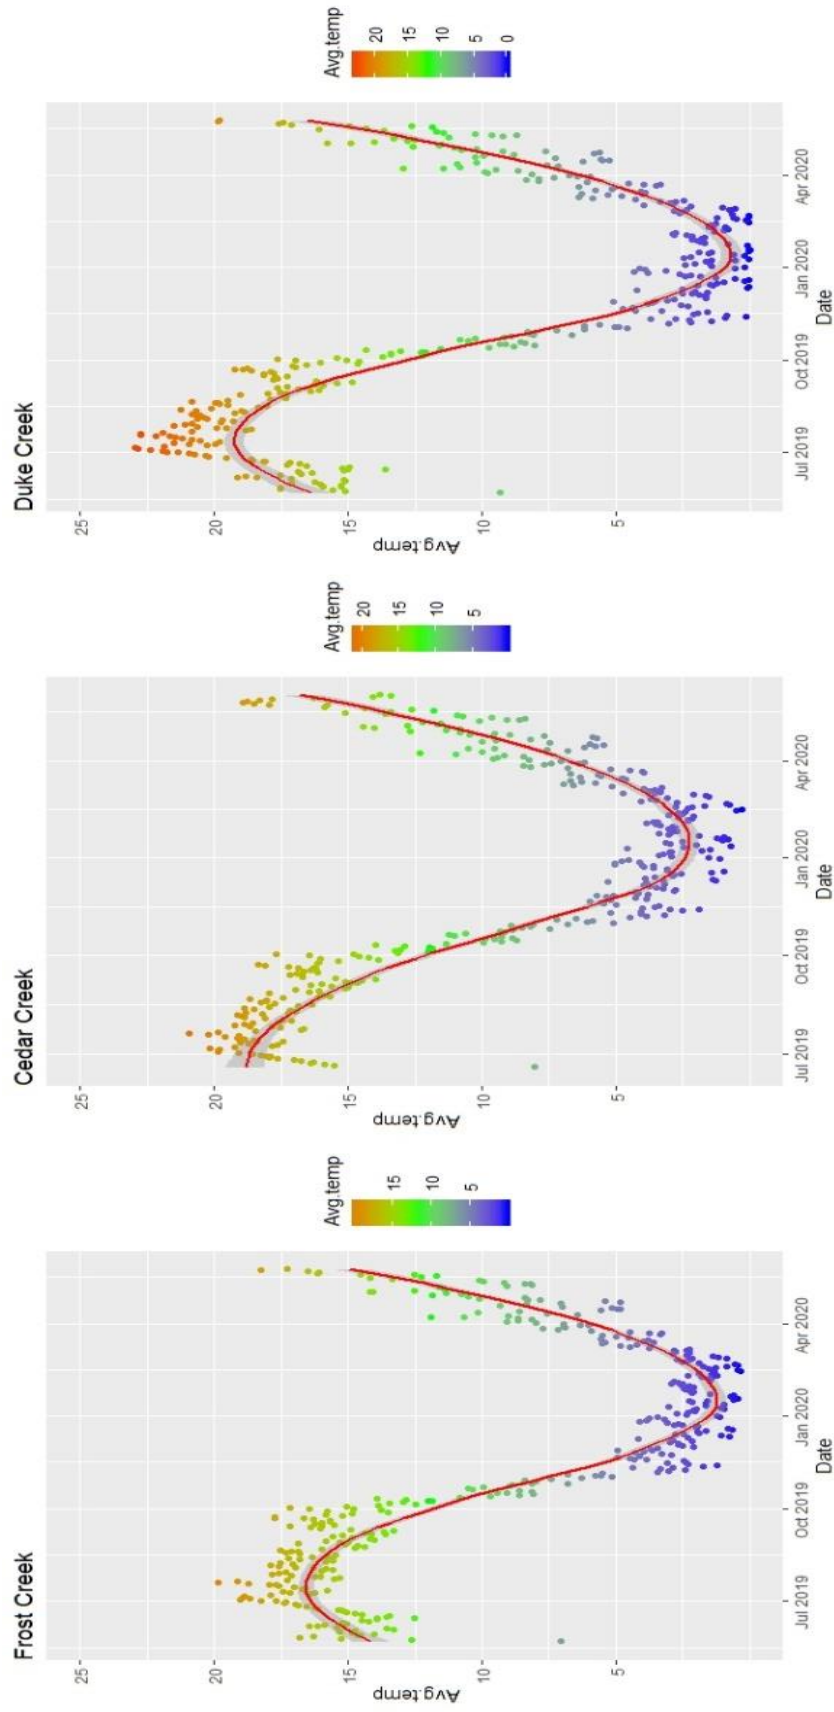 Frost Creek
Avg.temp
25
20
15
10
5
Jul 2019
Oct 2019
Jan 2020
Apr 2020
Date
Avg.temp
15
10
5
Cedar Creek
Avg.temp
25
20
15
10
5
Jul 2019
Oct 2019
Jan 2020
Apr 2020
Date
Avg.temp
20
15
10
5
Duke Creek
Avg.temp
25
20
15
10
5
Jul 2019
Oct 2019
Jan 2020
Apr 2020
Date
Avg.temp
20
15
10
5
0